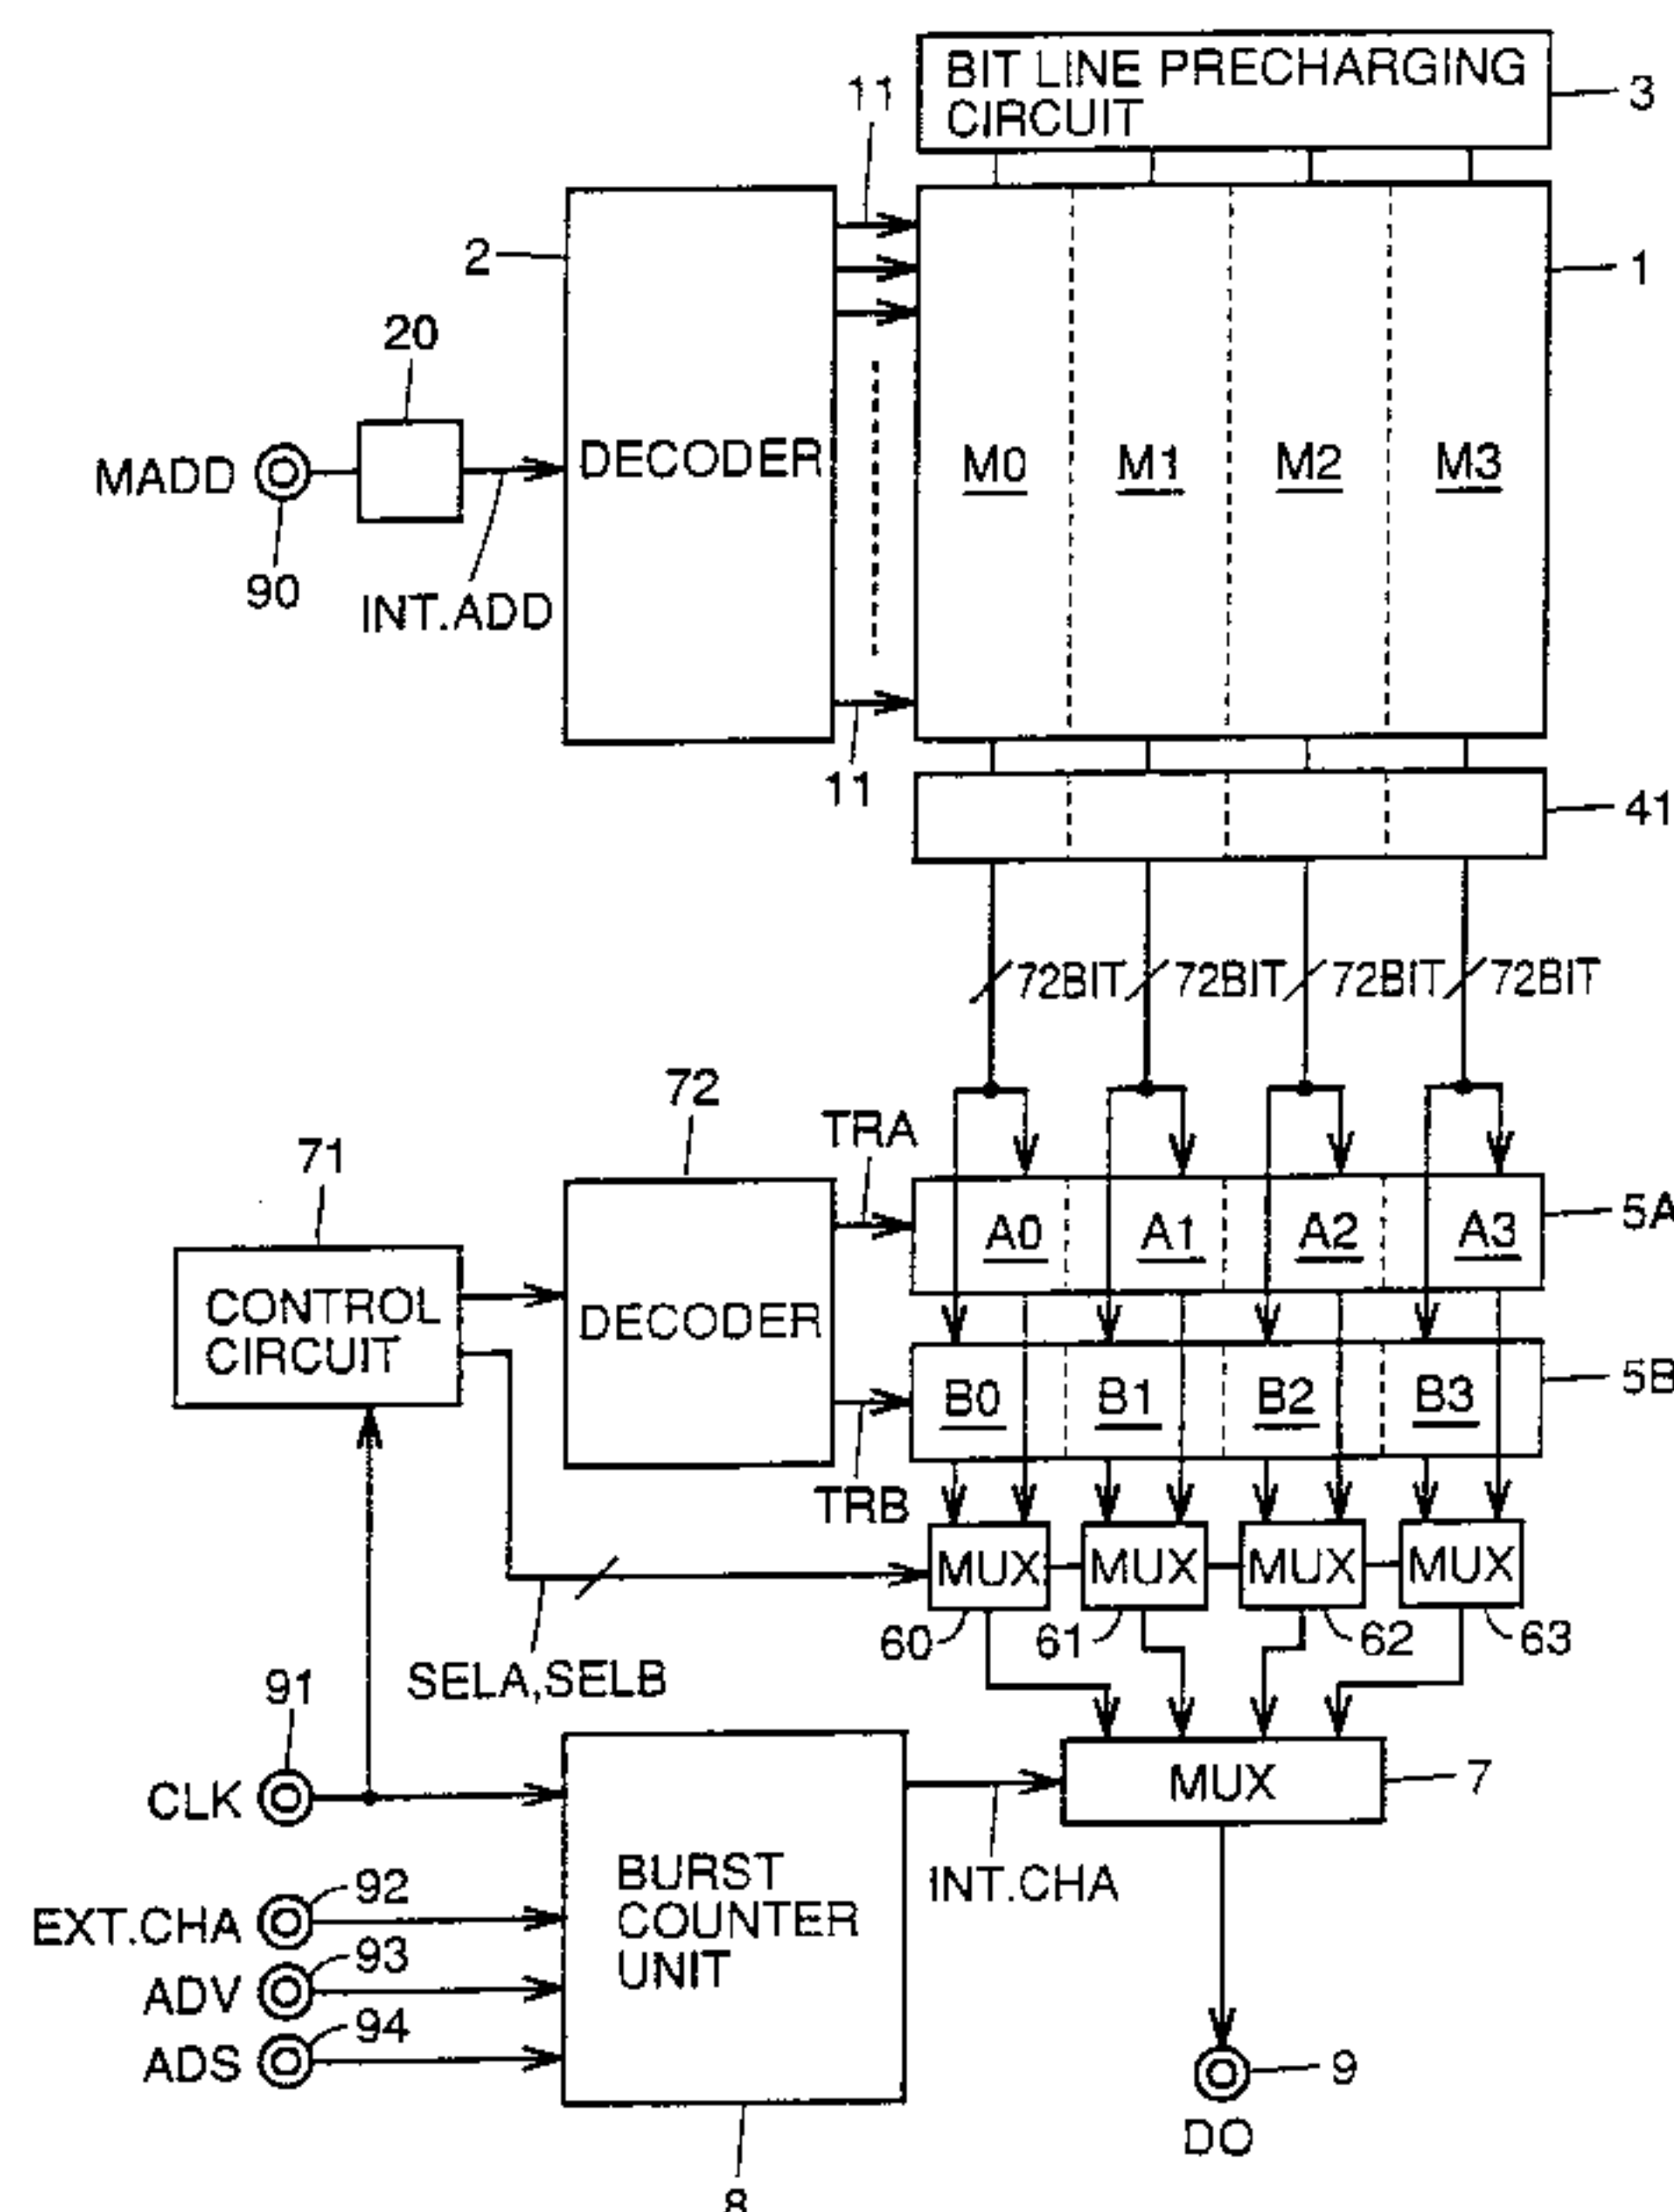 BIT LINE PRECHARGING
CIRCUIT
3
11
2
1
20
MADD
DECODER
M0 M1 M2 M3
90
INT.ADD
11
41
72BIT 72BIT 72BIT 72BIT
72
TRA
71
5A
A0 A1 A2 A3
CONTROL
CIRCUIT
DECODER
5B
B0 B1 B2 B3
TRB
MUX MUX MUX MUX
60 61 62 63
SELA,SELB
91
CLK
MUX
7
BURST
COUNTER
UNIT
INT.CHA
92
EXT.CHA
93
ADV
94
ADS
9
DO
8